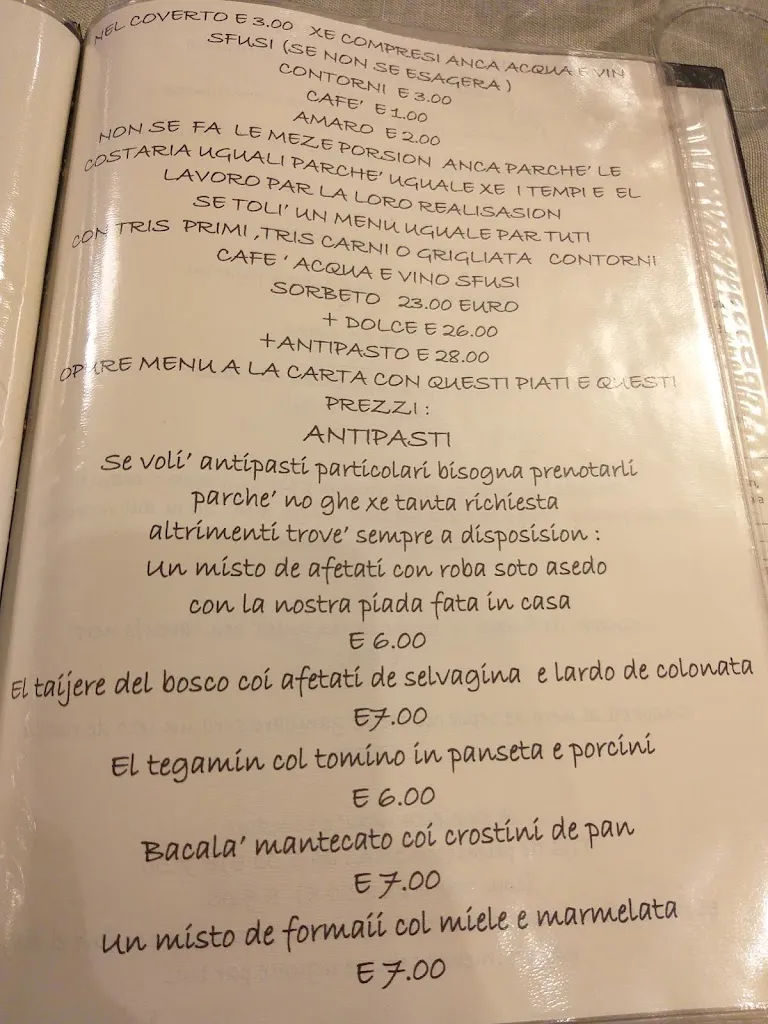 NEL COVERTO E 3.00 XE COMPRESI ANCA ACQUA E VIN
SFUSI (SE NON SE ESAGERA)
CONTORNI E 3.00
CAFE' E 1.00
AMARO E 2.00
NON SE FA LE MEZE PORSION ANCA PARCHE' LE
COSTARIA UGUALI PARCHE' UGUALE XE I TEMPI E EL
LAVORO PAR LA LORO REALISASION
SE TOLI' UN MENU UGUALE PAR TUTI
CON TRIS PRIMI, TRIS CARNI O GRIGLIATA CONTORNI
CAFE' ACQUA E VINO SFUSI
SORBETO 23.00 EURO
+ DOLCE E 26.00
+ANTIPASTO E 28.00
OPURE MENU A LA CARTA CON QUESTI PIATI E QUESTI
PREZZI :
ANTIPASTI
Se voli' antipasti particolari bisogna prenotarli
parche' no ghe xe tanta richiesta
altrimenti trove' sempre a disposision :
Un misto de afetati con roba soto asedo
con la nostra piada fata in casa
E 6.00
El taijere del bosco coi afetati de selvagina e lardo de colonata
E7.00
El tegamin col tomino in panseta e porcini
E 6.00
Bacala' mantecato coi crostini de pan
E 7.00
Un misto de formaii col miele e marmelata
E 7.00